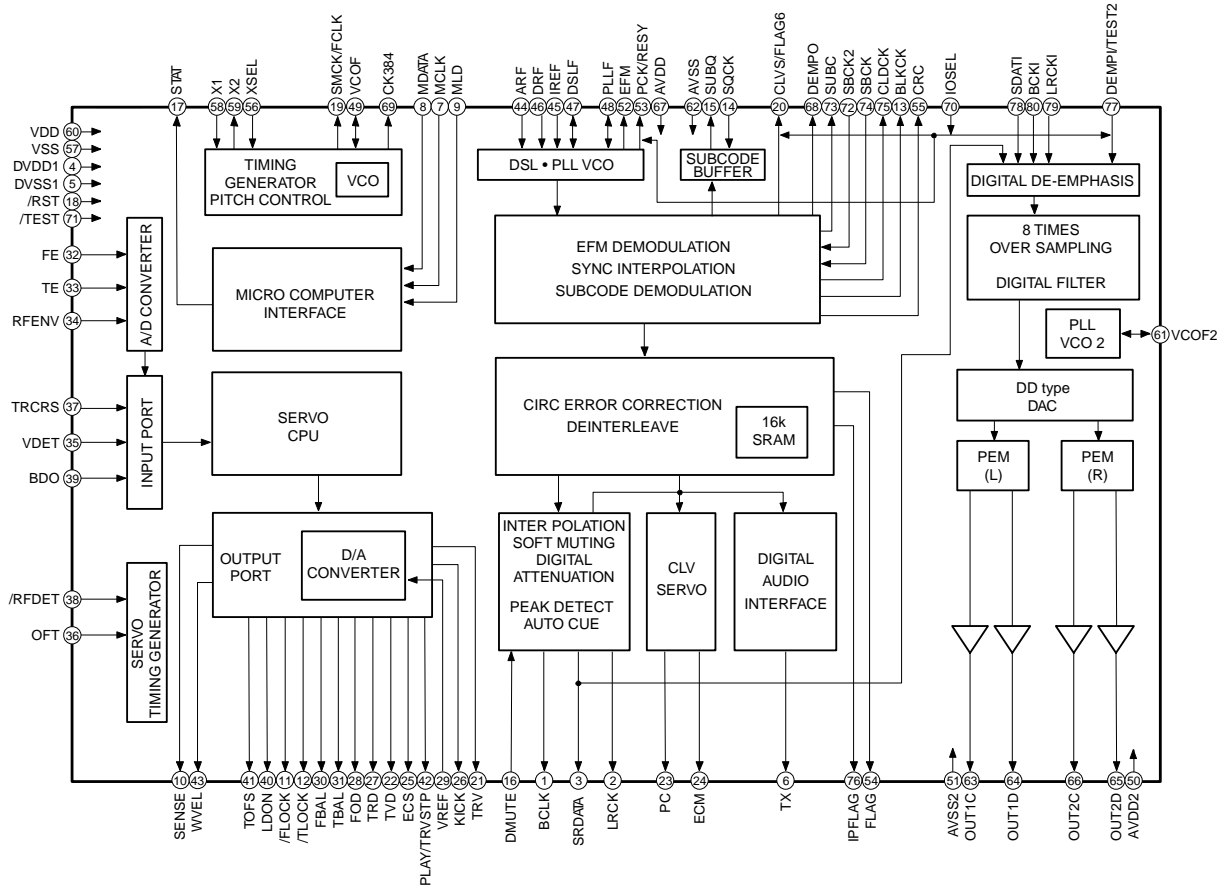 STAT
X1
X2
XSEL
SMCK/FCLK
VCOF
CK384
MDATA
MCLK
MLD
ARF
DRF
IREF
DSLF
PLLF
EFM
PCK/RESY
AVDD
AVSS
SUBQ
SQCK
CLVS/FLAG6
DEMPO
SUBC
SBCK2
SBCK
CLDCK
BLKCK
CRC
IOSEL
SDATI
BCKI
LRCKI
DEMPI/TEST2
17 58 59 56 19 49 69 8 7 9 44 46 45 47 48 52 53 67 62 15 14 20 68 73 72 74 75 13 55 70 78 80 79 77
VDD 60
VSS 57
DVDD1 4
DVSS1 5
/RST 18
/TEST 71
FE 32
TE 33
RFENV 34
TRCRS 37
VDET 35
BDO 39
/RFDET 38
OFT 36
A/D CONVERTER
INPUT PORT
SERVO
TIMING GENERATOR
TIMING
GENERATOR
PITCH CONTROL
VCO
MICRO COMPUTER
INTERFACE
SERVO
CPU
OUTPUT
PORT
D/A
CONVERTER
DSL • PLL VCO
SUBCODE
BUFFER
EFM DEMODULATION
SYNC INTERPOLATION
SUBCODE DEMODULATION
CIRC ERROR CORRECTION
DEINTERLEAVE
16k
SRAM
INTER POLATION
SOFT MUTING
DIGITAL
ATTENUATION
PEAK DETECT
AUTO CUE
CLV
SERVO
DIGITAL
AUDIO
INTERFACE
DIGITAL DE-EMPHASIS
8 TIMES
OVER SAMPLING
DIGITAL FILTER
PLL
VCO 2
61 VCOF2
DD type
DAC
PEM
(L)
PEM
(R)
10 43 41 40 11 12 30 31 28 27 22 25 42 29 26 21 16 1 3 2 23 24 6 76 54 51 63 64 66 65 50
SENSE
WVEL
TOFS
LDON
/FLOCK
/TLOCK
FBAL
TBAL
FOD
TRD
TVD
ECS
PLAY/TRVSTP
VREF
KICK
TRV
DMUTE
BCLK
SRDATA
LRCK
PC
ECM
TX
IPFLAG
FLAG
AVSS2
OUT1C
OUT1D
OUT2C
OUT2D
AVDD2